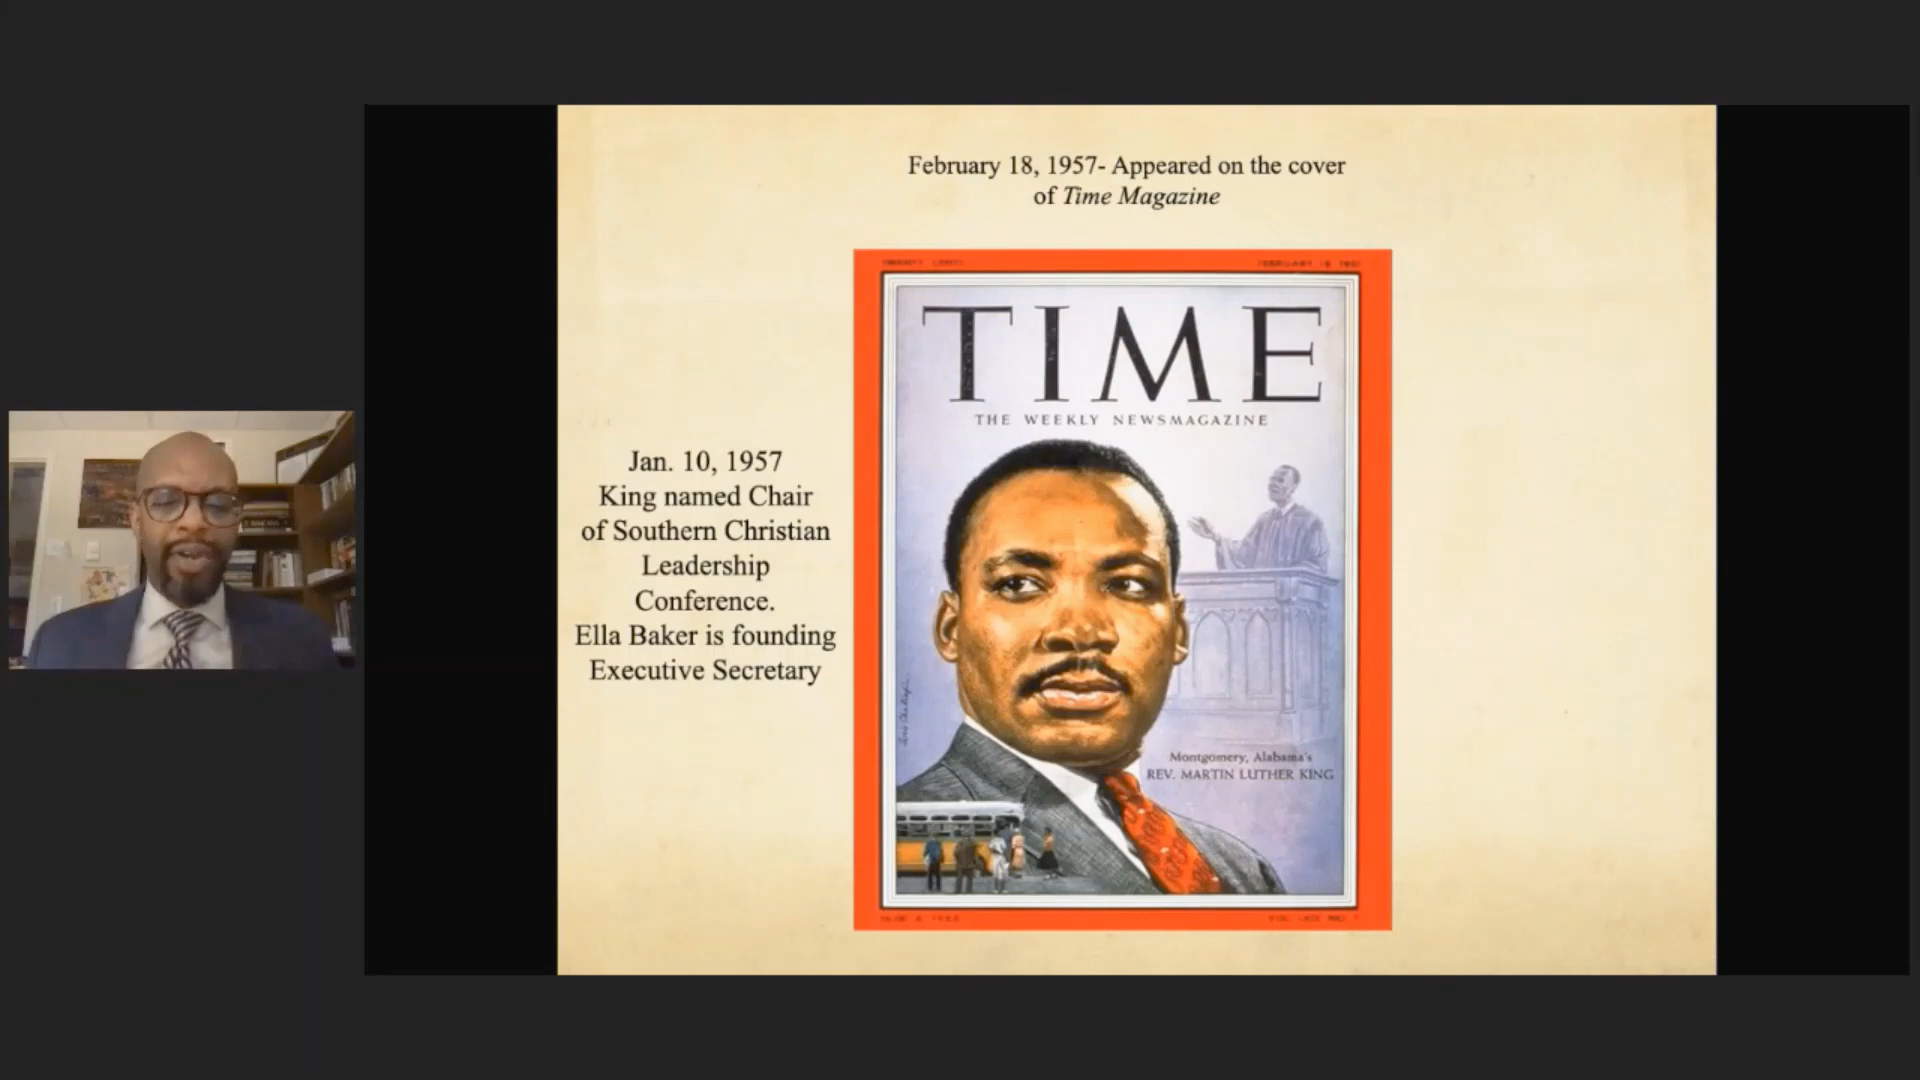 February 18, 1957- Appeared on the cover
of Time Magazine
Jan. 10, 1957
King named Chair
of Southern Christian
Leadership
Conference.
Ella Baker is founding
Executive Secretary
TIME
THE WEEKLY NEWSMAGAZINE
Montgomery, Alabama's
REV. MARTIN LUTHER KING